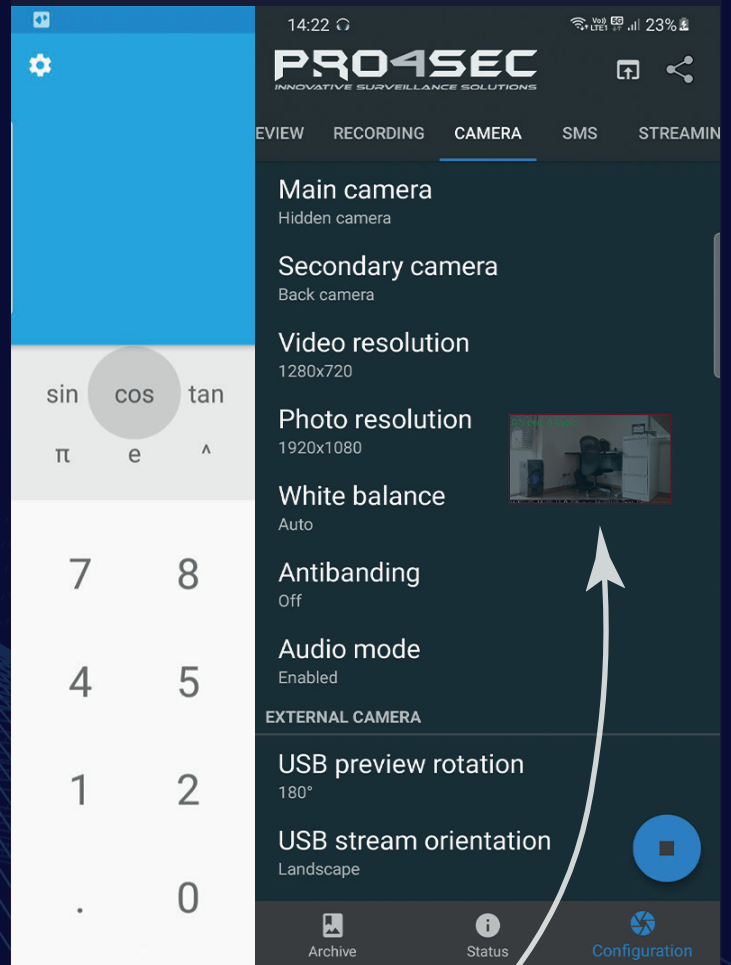 sin cos tan
π e ^
7 8
4 5
1 2
. 0
14:22 Vo)) LTE1 5G 23%
PRO4SEC
INNOVATIVE SURVEILLANCE SOLUTIONS
EVIEW RECORDING CAMERA SMS STREAMIN
Main camera
Hidden camera
Secondary camera
Back camera
Video resolution
1280x720
Photo resolution
1920x1080
White balance
Auto
Antibanding
Off
Audio mode
Enabled
EXTERNAL CAMERA
USB preview rotation
180°
USB stream orientation
Landscape
Archive Status Configuration